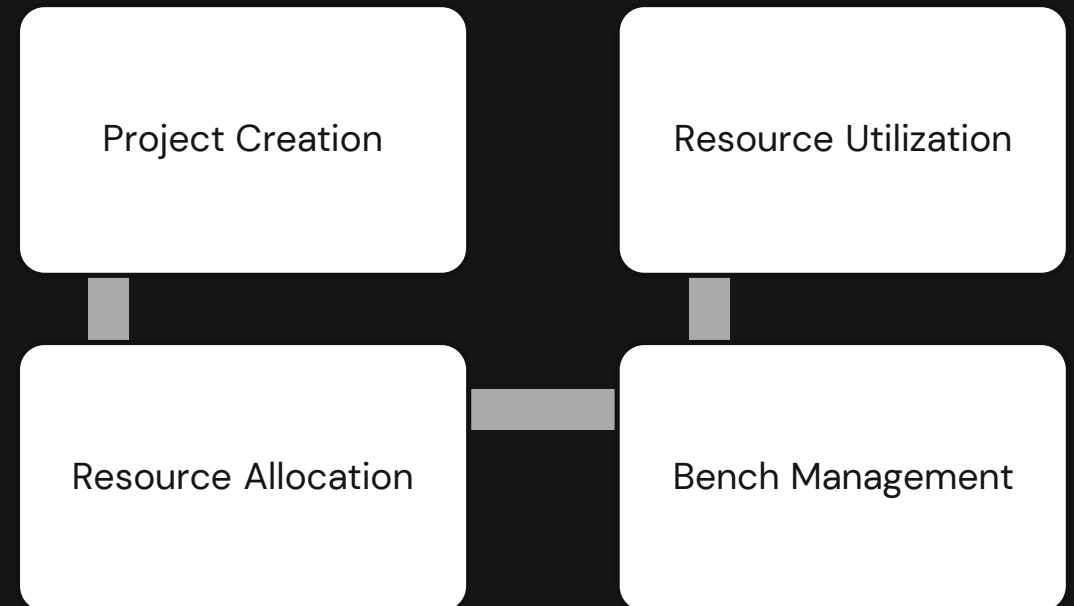 Project Creation
Resource Utilization
Resource Allocation
Bench Management